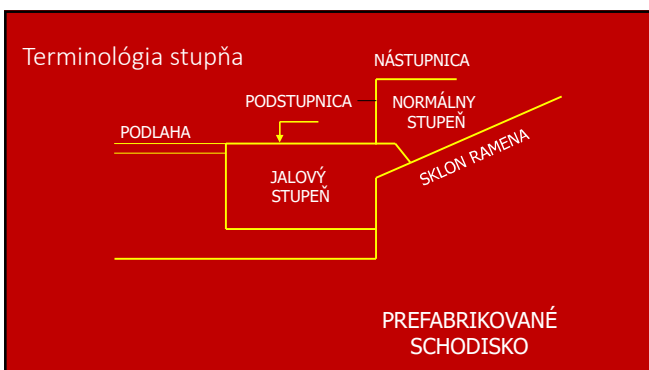 Terminológia stupňa
NÁSTUPNICA
PODSTUPNICA
NORMÁLNY
STUPEŇ
PODLAHA
SKLON RAMENA
JALOVÝ
STUPEŇ
PREFABRIKOVANÉ
SCHODISKO